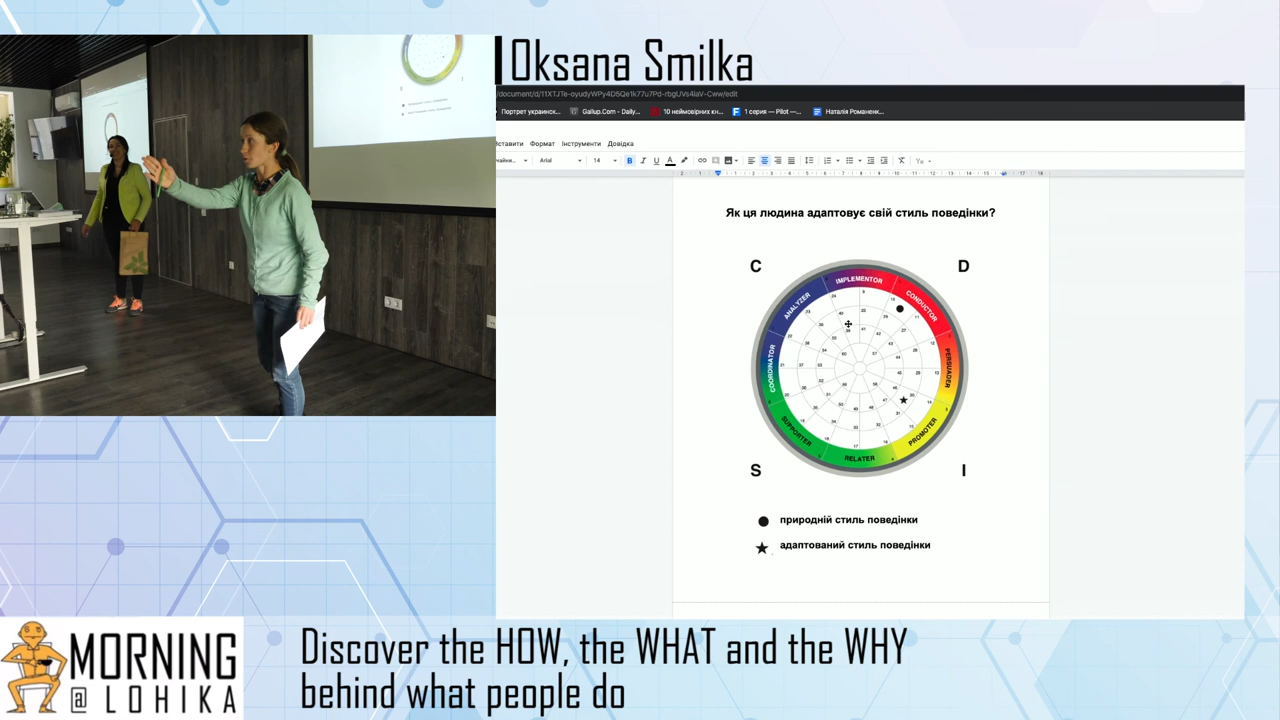 Oksana Smilka
Портрет украинск...
Gallup.Com - Daily...
10 неймовірних кн...
1 серия — Pilot —...
Наталія Романенк...
Формат
Інструменти
Довідка
Arial
14
Як ця людина адаптовує свій стиль поведінки?
C
D
IMPLEMENTOR
CONDUCTOR
PERSUADER
PROMOTER
RELATER
SUPPORTER
COORDINATOR
ANALYZER
S
I
природній стиль поведінки
адаптований стиль поведінки
MORNING
@ LOHIKA
Discover the HOW, the WHAT and the WHY
behind what people do